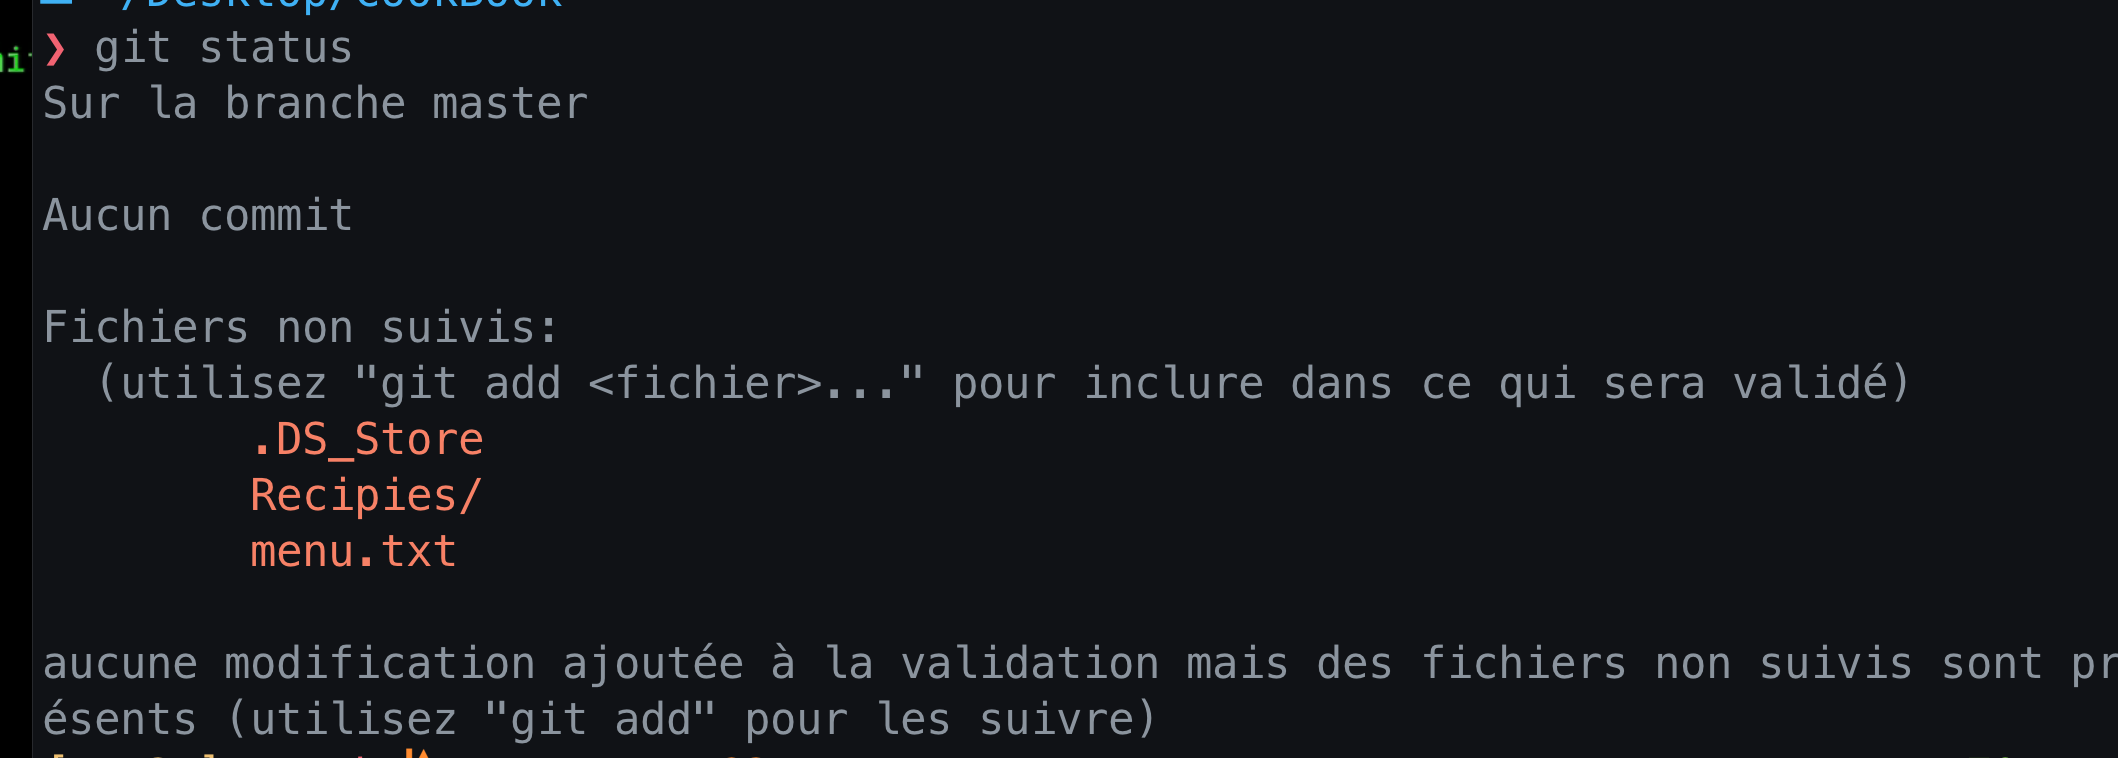 /Desktop/CookBook
❯ git status
Sur la branche master
Aucun commit
Fichiers non suivis:
(utilisez "git add <fichier>..." pour inclure dans ce qui sera validé)
.DS_Store
Recipies/
menu.txt
aucune modification ajoutée à la validation mais des fichiers non suivis sont pr
ésents (utilisez "git add" pour les suivre)